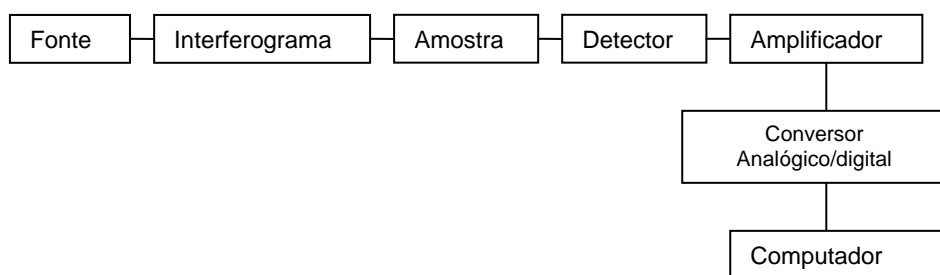 Fonte
Interferograma
Amostra
Detector
Amplificador
Conversor
Analógico/digital
Computador